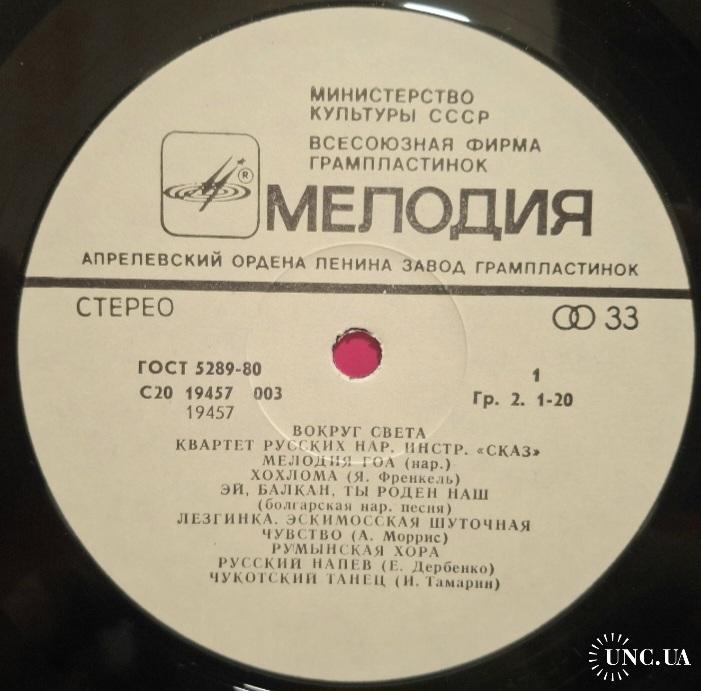 МИНИСТЕРСТВО
КУЛЬТУРЫ СССР
ВСЕСОЮЗНАЯ ФИРМА
ГРАМПЛАСТИНОК
®
МЕЛОДИЯ
АПРЕЛЕВСКИЙ ОРДЕНА ЛЕНИНА ЗАВОД ГРАМПЛАСТИНОК
СТЕРЕО
33
ГОСТ 5289-80
1
С20 19457 003
Гр. 2. 1-20
19457
ВОКРУГ СВЕТА
КВАРТЕТ РУССКИХ НАР. ИНСТР. «СКАЗ»
МЕЛОДИЯ ГОА (нар.)
ХОХЛОМА (Я. Френкель)
ЭЙ, БАЛКАН, ТЫ РОДЕН НАШ
(болгарская нар. песня)
ЛЕЗГИНКА. ЭСКИМОССКАЯ ШУТОЧНАЯ
ЧУВСТВО (А. Моррис)
РУМЫНСКАЯ ХОРА
РУССКИЙ НАПЕВ (Е. Дербенко)
ЧУКОТСКИЙ ТАНЕЦ (И. Тамарин)
UNC.UA